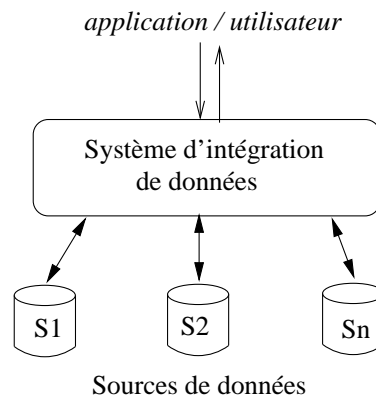 application / utilisateur
Système d'intégration
de données
S1
S2
Sn
Sources de données